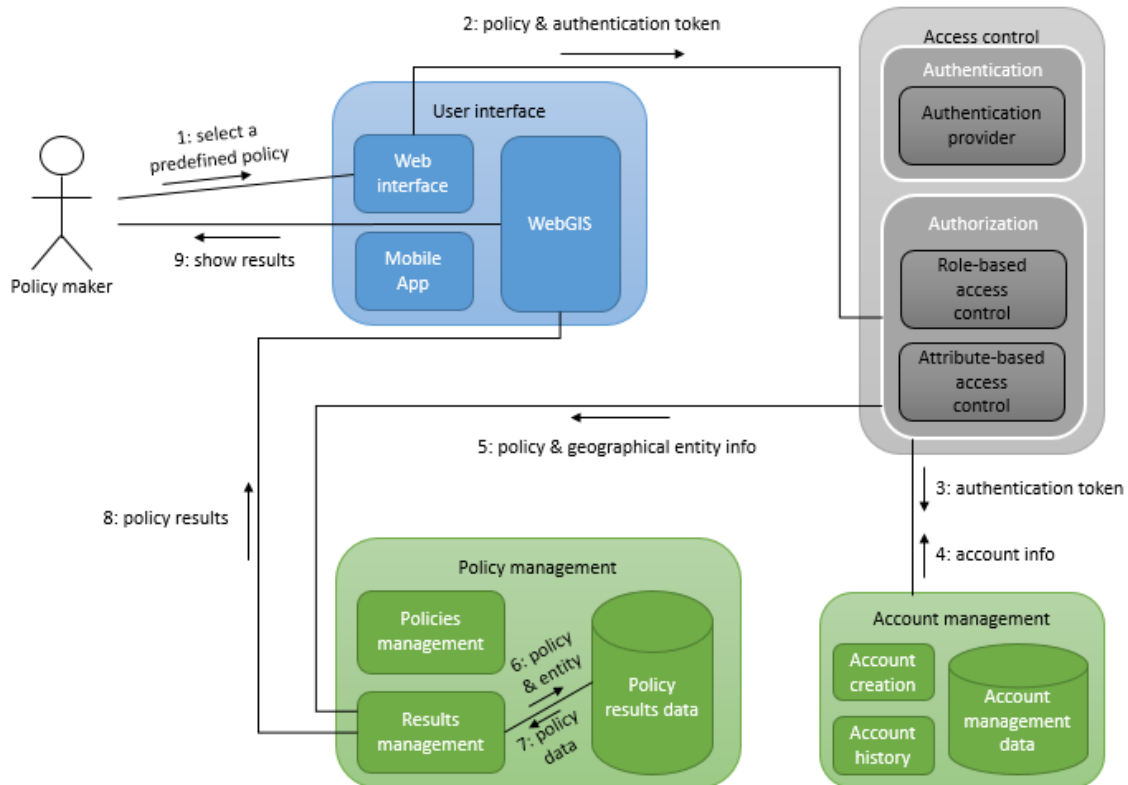 2: policy & authentication token
Access control
Authentication
Authentication
provider
User interface
1: select a
predefined policy
Web
interface
WebGIS
Authorization
9: show results
Mobile
App
Role-based
access
control
Policy maker
Attribute-based
access
control
5: policy & geographical entity info
3: authentication token
8: policy results
4: account info
Policy management
Policies
management
6: policy
& entity
Policy
results data
Results
management
7: policy
data
Account management
Account
creation
Account
management
data
Account
history